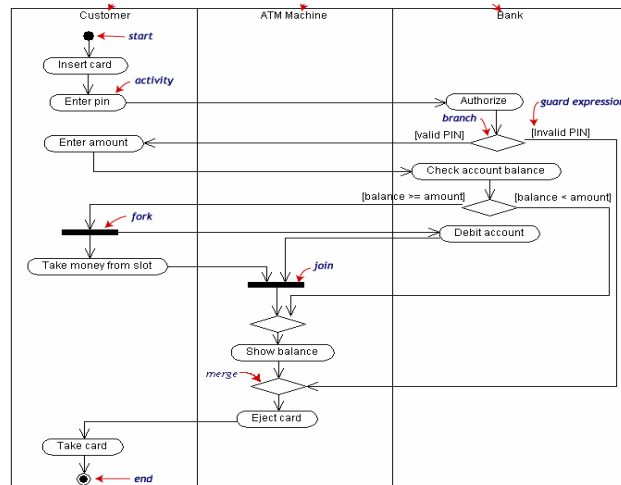 Customer
ATM Machine
Bank
start
Insert card
activity
Enter pin
Authorize
guard expression
branch
Enter amount
[valid PIN]
[Invalid PIN]
Check account balance
[balance >= amount]
[balance < amount]
fork
Debit account
Take money from slot
join
Show balance
merge
Eject card
Take card
end